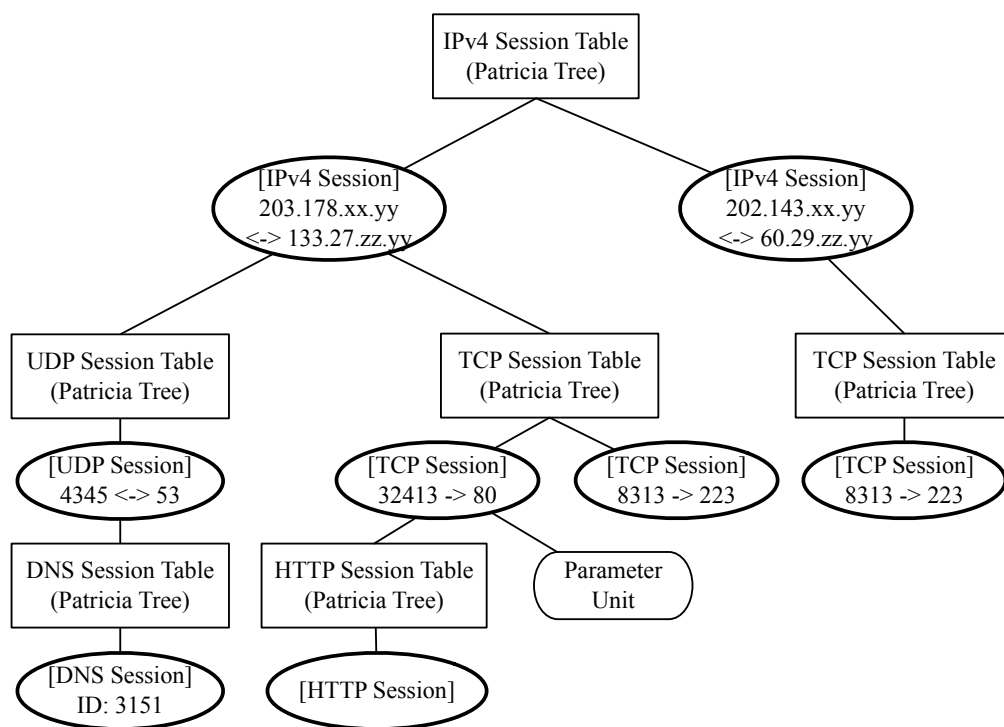 IPv4 Session Table
(Patricia Tree)
[IPv4 Session]
203.178.xx.yy
<-> 133.27.zz.yy
[IPv4 Session]
202.143.xx.yy
<-> 60.29.zz.yy
UDP Session Table
(Patricia Tree)
TCP Session Table
(Patricia Tree)
TCP Session Table
(Patricia Tree)
[UDP Session]
4345 <-> 53
[TCP Session]
32413 -> 80
[TCP Session]
8313 -> 223
[TCP Session]
8313 -> 223
DNS Session Table
(Patricia Tree)
HTTP Session Table
(Patricia Tree)
Parameter
Unit
[DNS Session]
ID: 3151
[HTTP Session]